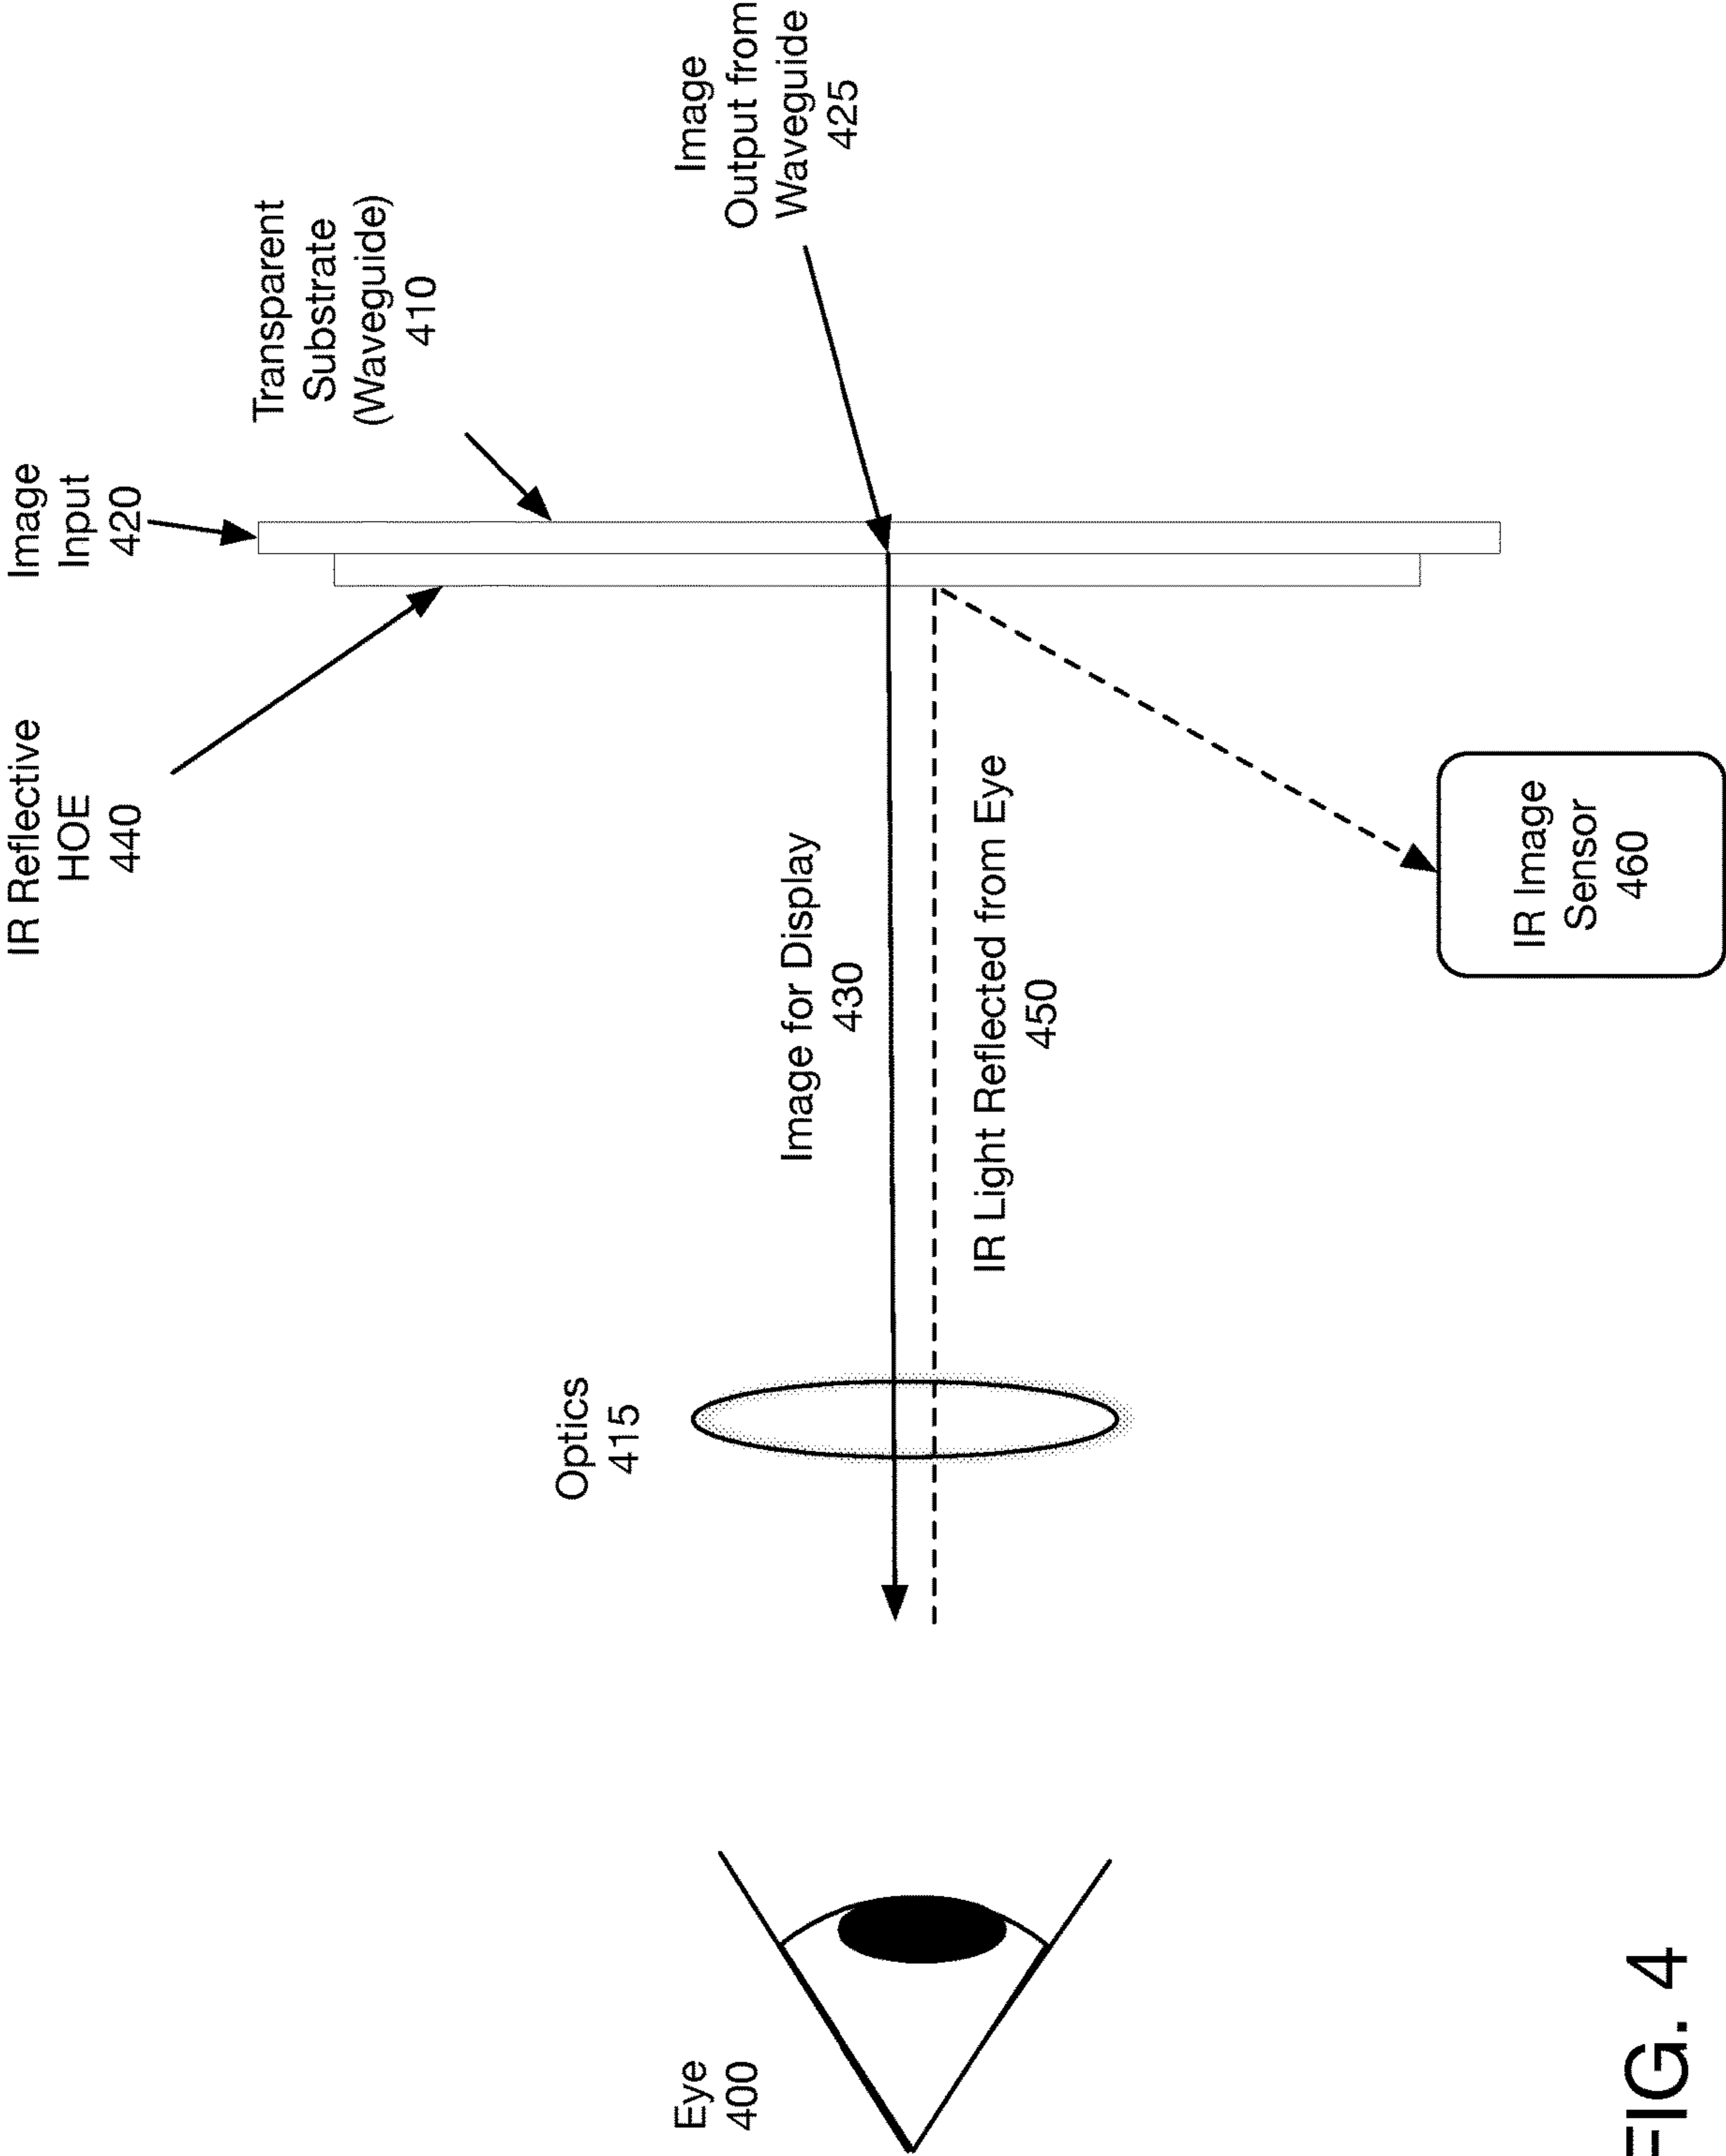 Image
Input
420
Transparent
Substrate
(Waveguide)
410
Image
Output from
Waveguide
425
IR Reflective
HOE
440
Image for Display
430
IR Light Reflected from Eye
450
IR Image
Sensor
460
Optics
415
Eye
400
FIG. 4